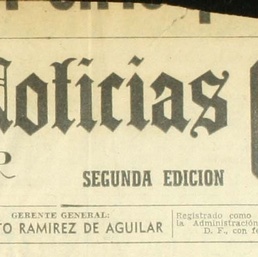 Noticias
R
SEGUNDA EDICION
GERENTE GENERAL:
TO RAMIREZ DE AGUILAR
Registrado como
la Administración
D. F., con fe